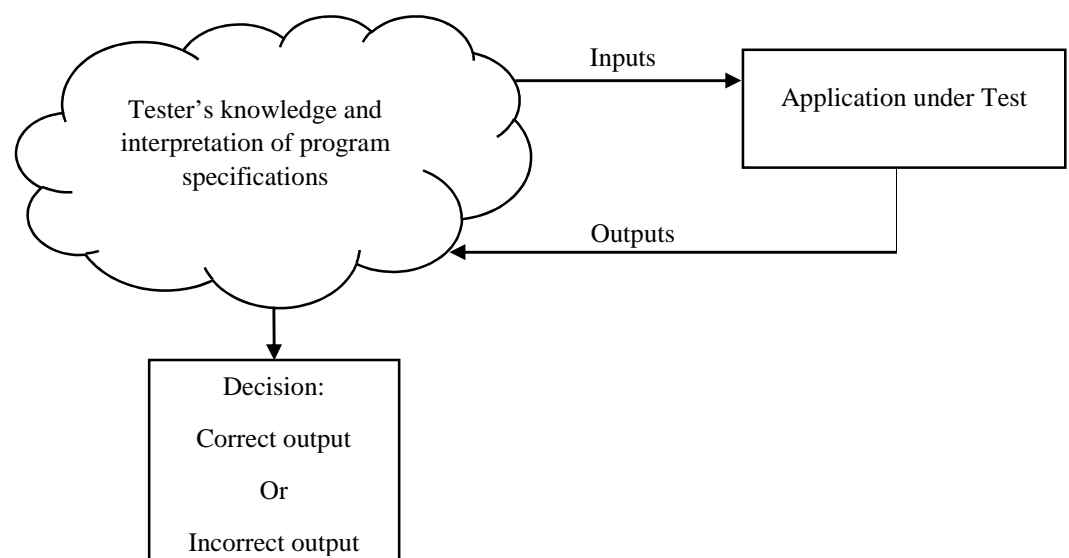 Inputs
Application under Test
Tester’s knowledge and
interpretation of program
specifications
Outputs
Decision:
Correct output
Or
Incorrect output